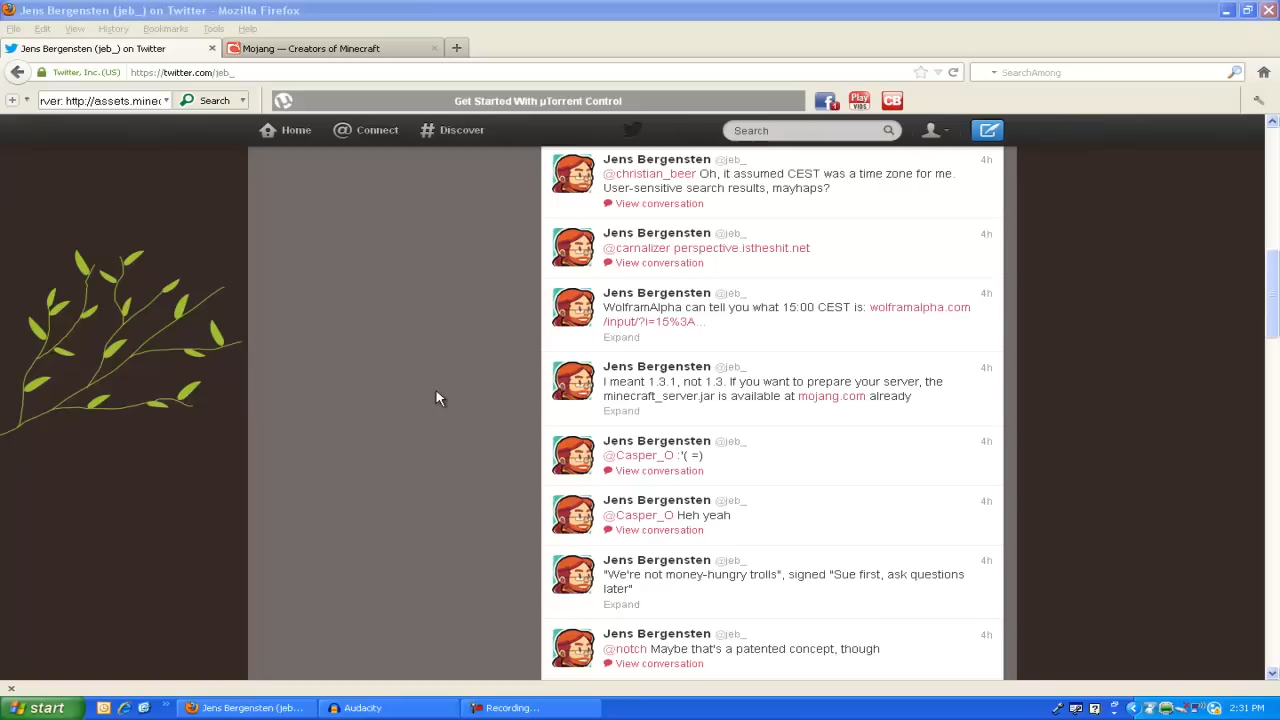 Jens Bergensten (jeb_) on Twitter - Mozilla Firefox
File Edit View History Bookmarks Tools Help
Jens Bergensten (jeb_) on Twitter × Mojang — Creators of Minecraft × +
Twitter, Inc. (US) https://twitter.com/jeb_ SearchAmong
rver: http://assets.minec Search Get Started With µTorrent Control 1 Play VIDS CB
Home @ Connect # Discover Search
Jens Bergensten @jeb_ 4h
@christian_beer Oh, it assumed CEST was a time zone for me.
User-sensitive search results, mayhaps?
View conversation
Jens Bergensten @jeb_ 4h
@carnalizer perspective.istheshit.net
View conversation
Jens Bergensten @jeb_ 4h
WolframAlpha can tell you what 15:00 CEST is: wolframalpha.com
/input/?i=15%3A...
Expand
Jens Bergensten @jeb_ 4h
I meant 1.3.1, not 1.3. If you want to prepare your server, the
minecraft_server.jar is available at mojang.com already
Expand
Jens Bergensten @jeb_ 4h
@Casper_O :'( =)
View conversation
Jens Bergensten @jeb_ 4h
@Casper_O Heh yeah
View conversation
Jens Bergensten @jeb_ 4h
"We're not money-hungry trolls", signed "Sue first, ask questions
later"
Expand
Jens Bergensten @jeb_ 4h
@notch Maybe that's a patented concept, though
View conversation
×
start Jens Bergensten (jeb... Audacity Recording... 2:31 PM